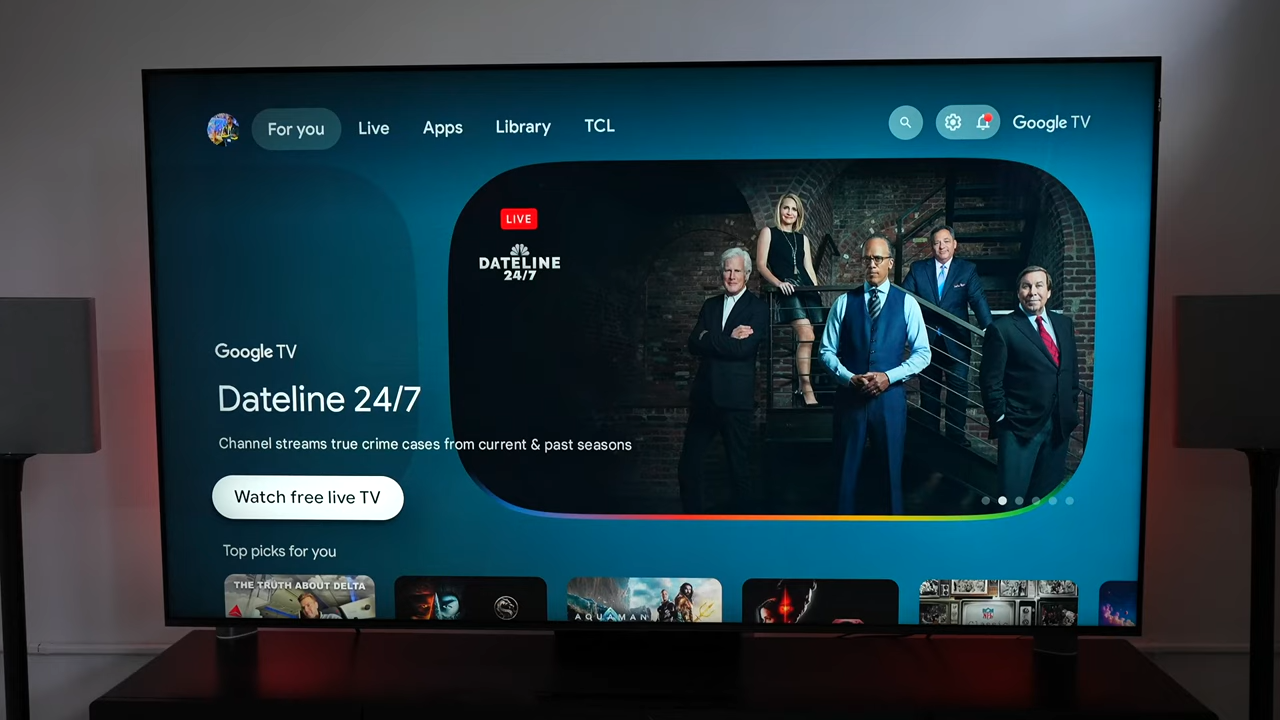 For you
Live
Apps
Library
TCL
Google TV
LIVE
DATELINE
24/7
Google TV
Dateline 24/7
Channel streams true crime cases from current & past seasons
Watch free live TV
Top picks for you
THE TRUTH ABOUT DELTA
AQUAMAN